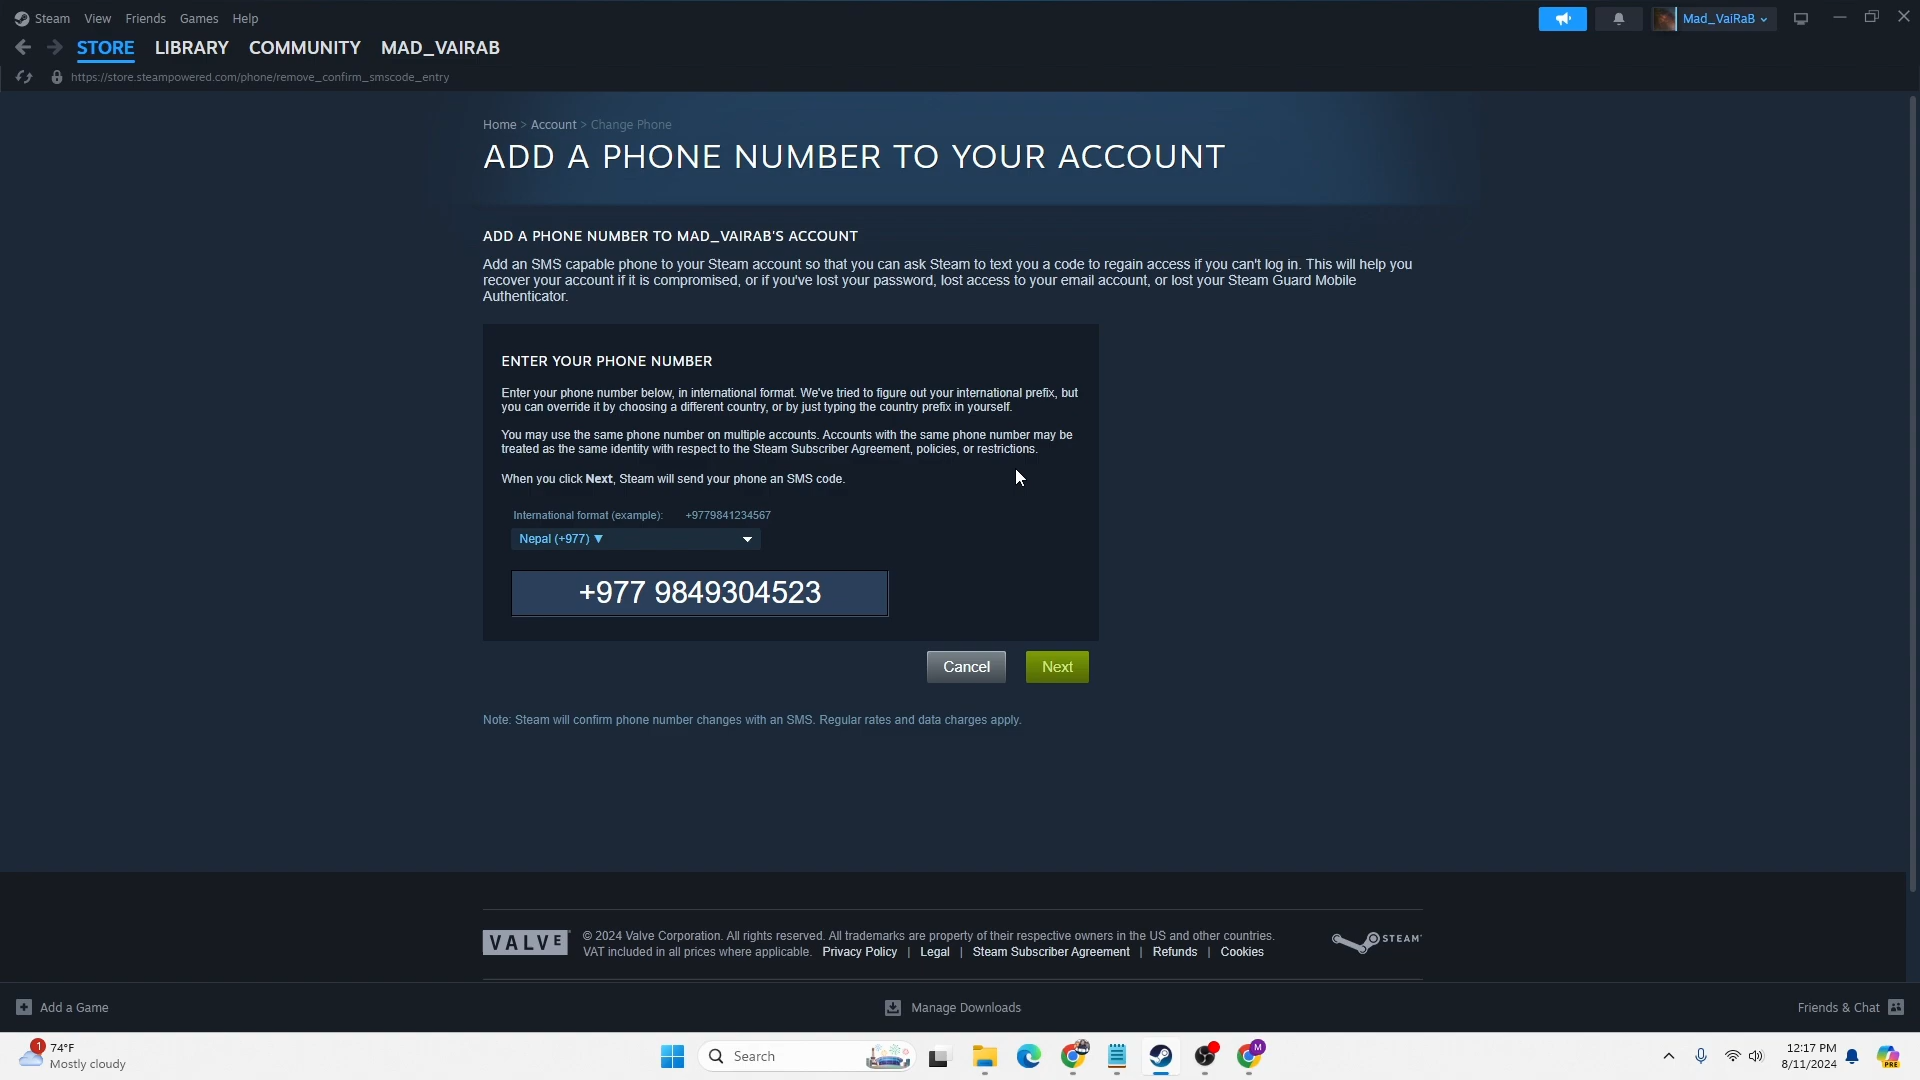 Steam View Friends Games Help
Mad_VaiRaB
STORE LIBRARY COMMUNITY MAD_VAIRAB
https://store.steampowered.com/phone/remove_confirm_smscode_entry
Home > Account > Change Phone
ADD A PHONE NUMBER TO YOUR ACCOUNT
ADD A PHONE NUMBER TO MAD_VAIRAB'S ACCOUNT
Add an SMS capable phone to your Steam account so that you can ask Steam to text you a code to regain access if you can't log in. This will help you
recover your account if it is compromised, or if you've lost your password, lost access to your email account, or lost your Steam Guard Mobile
Authenticator.
ENTER YOUR PHONE NUMBER
Enter your phone number below, in international format. We've tried to figure out your international prefix, but
you can override it by choosing a different country, or by just typing the country prefix in yourself.
You may use the same phone number on multiple accounts. Accounts with the same phone number may be
treated as the same identity with respect to the Steam Subscriber Agreement, policies, or restrictions.
When you click Next, Steam will send your phone an SMS code.
International format (example): +9779841234567
Nepal (+977) ▼
+977 9849304523
Cancel Next
Note: Steam will confirm phone number changes with an SMS. Regular rates and data charges apply.
VALVE © 2024 Valve Corporation. All rights reserved. All trademarks are property of their respective owners in the US and other countries. STEAM
VAT included in all prices where applicable. Privacy Policy | Legal | Steam Subscriber Agreement | Refunds | Cookies
Add a Game Manage Downloads Friends & Chat
1 74°F
Mostly cloudy
Search
M
12:17 PM
8/11/2024
PRE